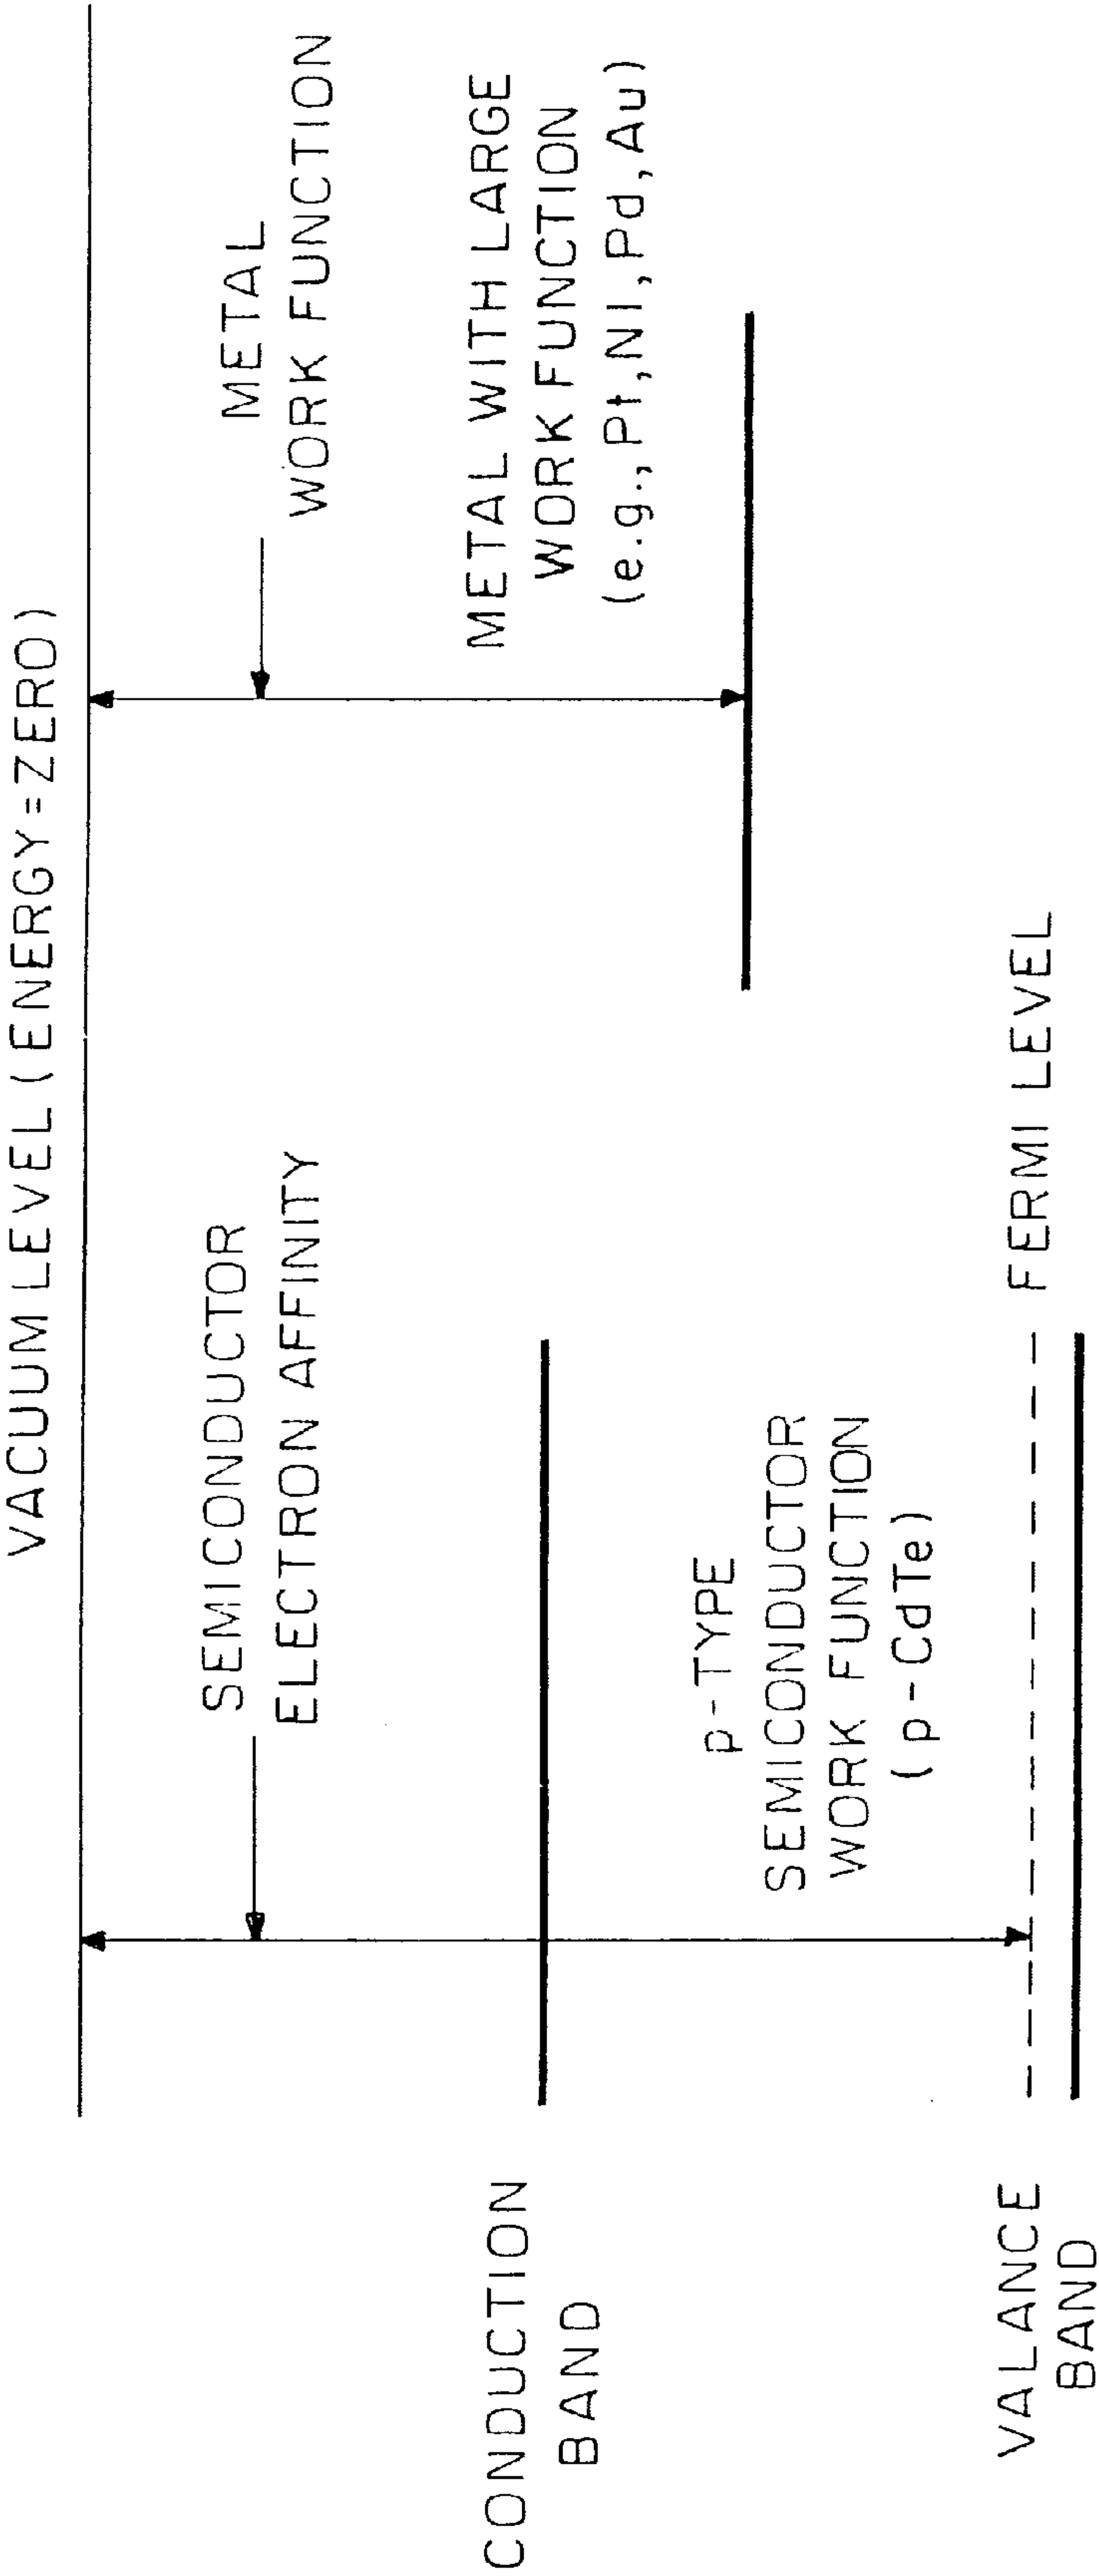 VACUUM LEVEL (ENERGY=ZERO)
SEMICONDUCTOR
ELECTRON AFFINITY
METAL
WORK FUNCTION
CONDUCTION
BAND
METAL WITH LARGE
WORK FUNCTION
(e.g., Pt, NI, Pd, Au)
p-TYPE
SEMICONDUCTOR
WORK FUNCTION
(p-CdTe)
VALANCE
BAND
FERMI LEVEL